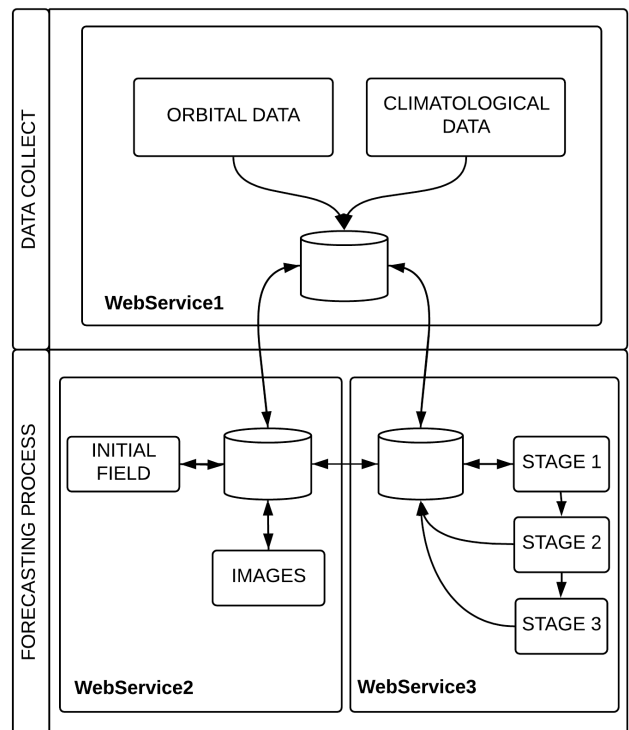 DATA COLLECT
ORBITAL DATA
CLIMATOLOGICAL
DATA
WebService1
FORECASTING PROCESS
INITIAL
FIELD
IMAGES
WebService2
STAGE 1
STAGE 2
STAGE 3
WebService3